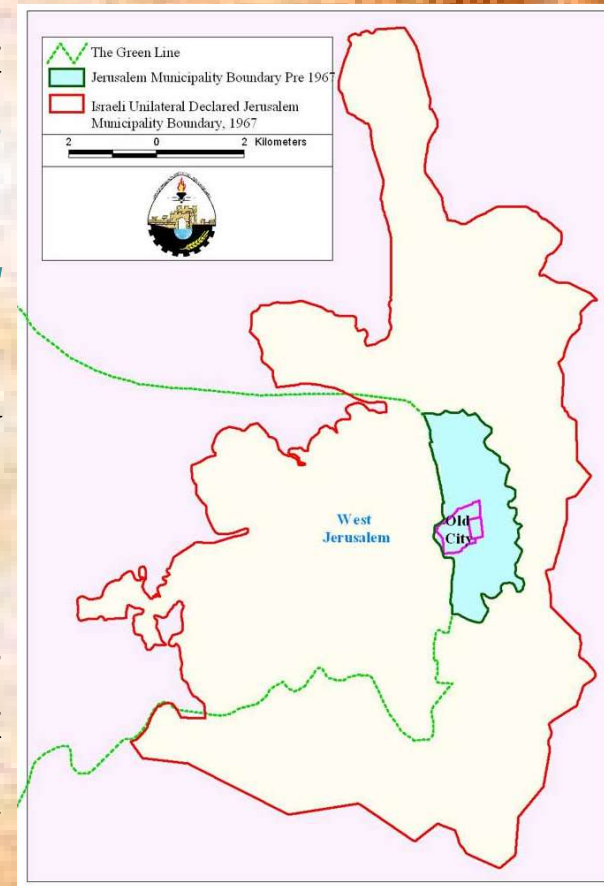 The Green Line
Jerusalem Municipality Boundary Pre 1967
Israeli Unilateral Declared Jerusalem
Municipality Boundary, 1967
2 0 2 Kilometers
West
Jerusalem
Old
City